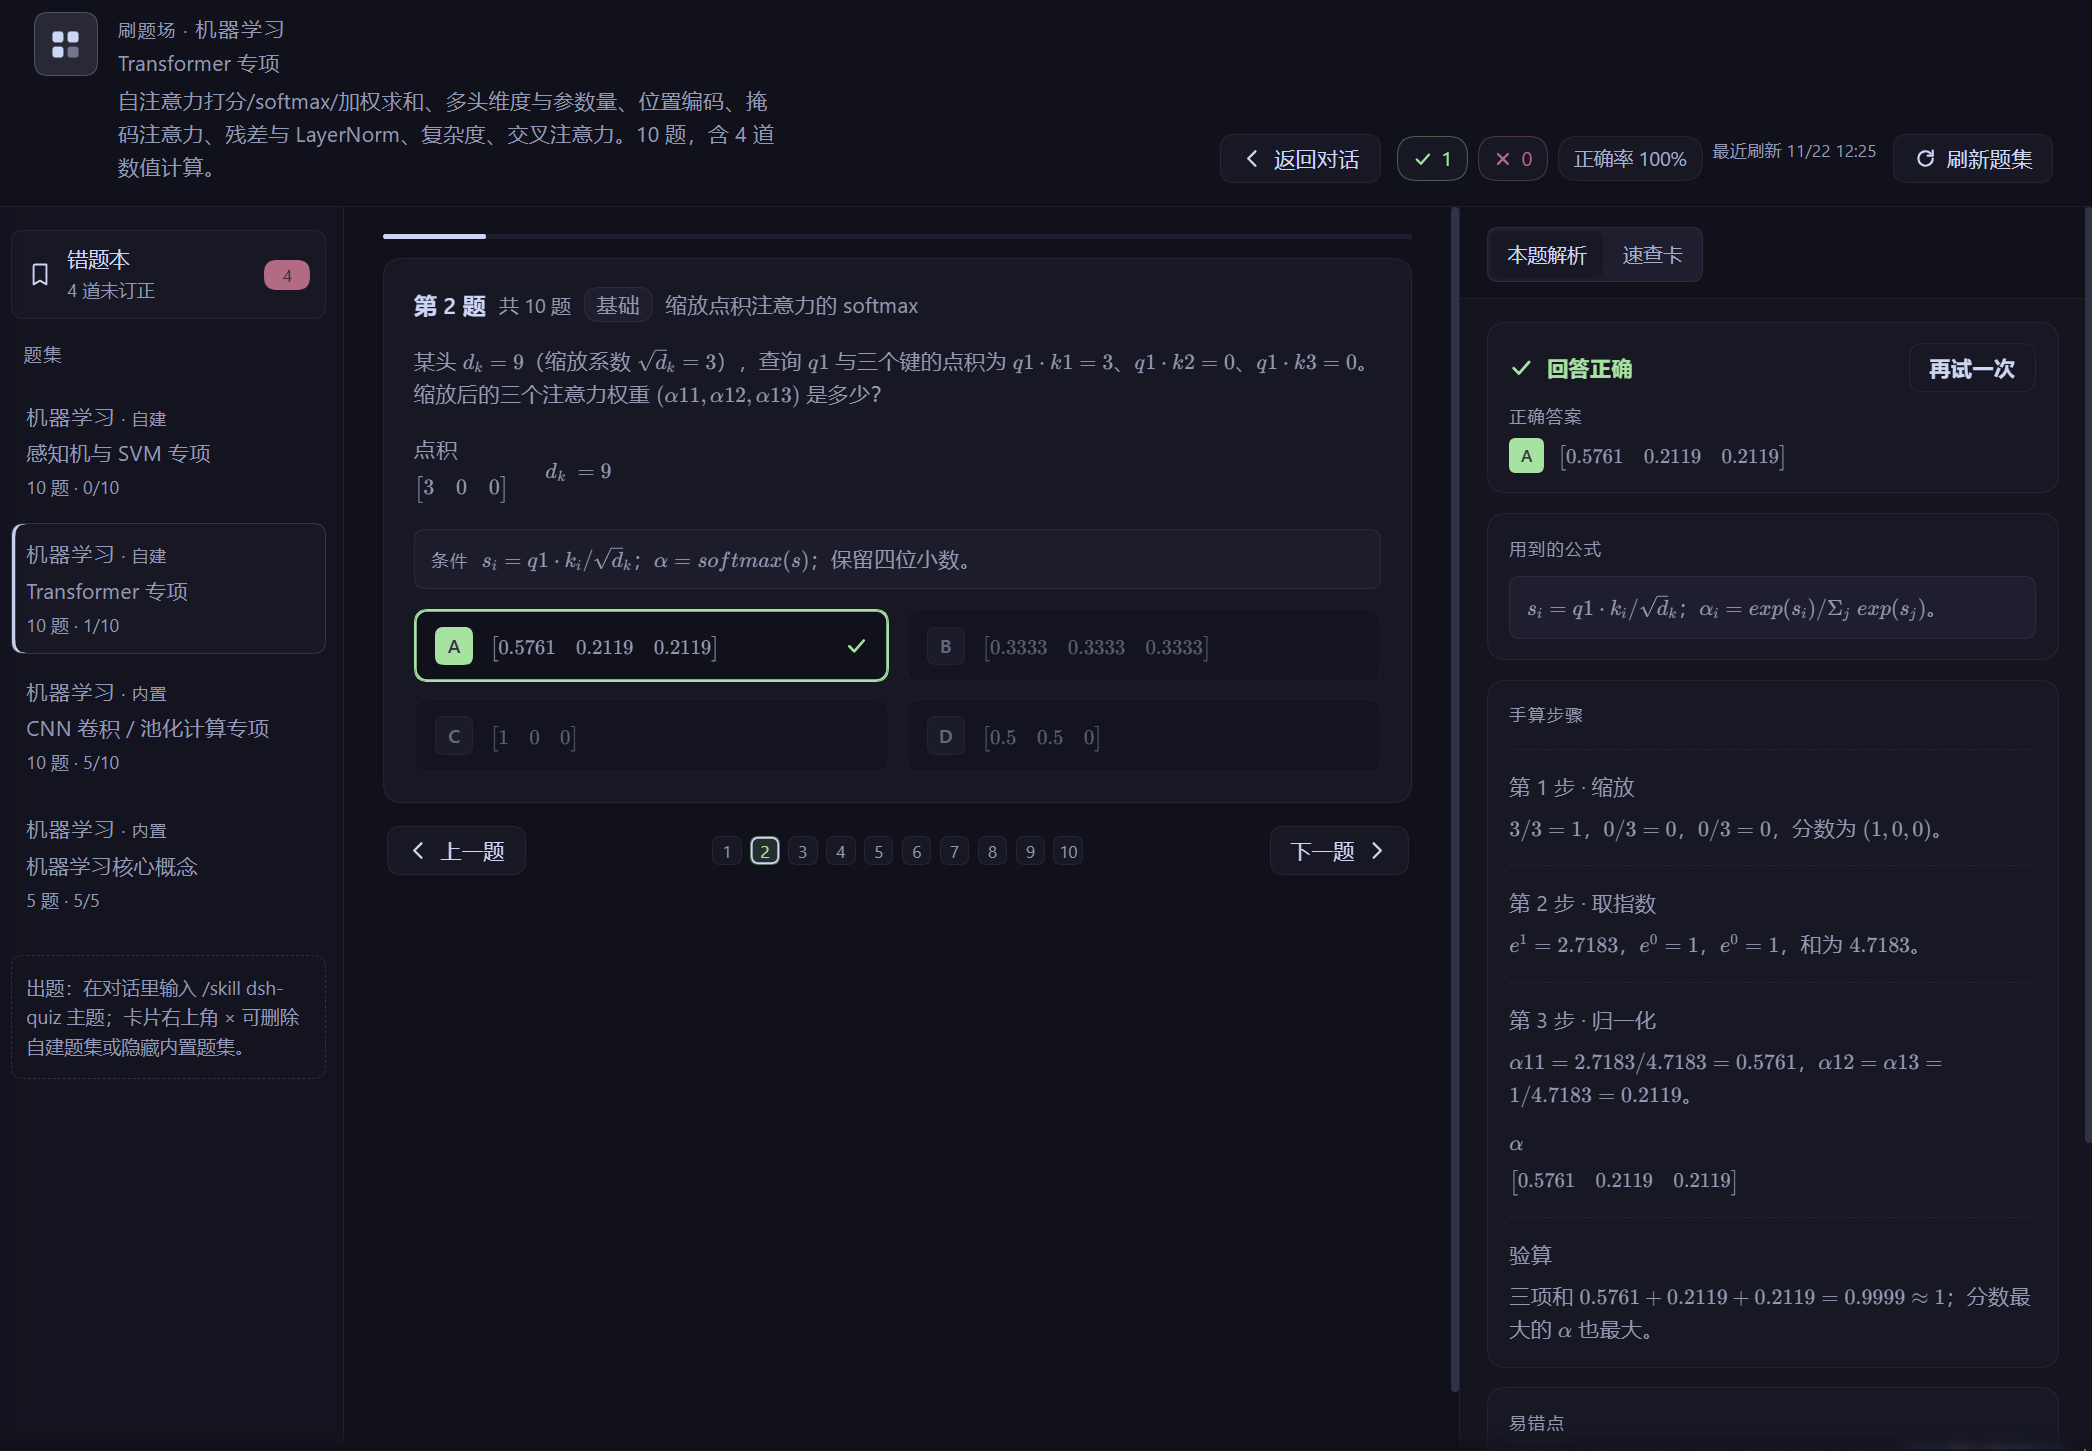 刷题场 · 机器学习
Transformer 专项
自注意力打分/softmax/加权求和、多头维度与参数量、位置编码、掩
码注意力、残差与 LayerNorm、复杂度、交叉注意力。10 题，含 4 道
数值计算。
返回对话
1
0
正确率 100%
最近刷新 11/22 12:25
刷新题集
错题本
4 道未订正
4
题集
机器学习 · 自建
感知机与 SVM 专项
10 题 · 0/10
机器学习 · 自建
Transformer 专项
10 题 · 1/10
机器学习 · 内置
CNN 卷积 / 池化计算专项
10 题 · 5/10
机器学习 · 内置
机器学习核心概念
5 题 · 5/5
出题：在对话里输入 /skill dsh-
quiz 主题；卡片右上角 × 可删除
自建题集或隐藏内置题集。
第 2 题 共 10 题 基础 缩放点积注意力的 softmax
某头 d_k = 9（缩放系数 √d_k = 3），查询 q1 与三个键的点积为 q1 · k1 = 3、q1 · k2 = 0、q1 · k3 = 0。
缩放后的三个注意力权重 (α11, α12, α13) 是多少？
点积
[3 0 0]
d_k = 9
条件 s_i = q1 · k_i/√d_k；α = softmax(s)；保留四位小数。
A [0.5761 0.2119 0.2119]
B [0.3333 0.3333 0.3333]
C [1 0 0]
D [0.5 0.5 0]
上一题
1 2 3 4 5 6 7 8 9 10
下一题
本题解析
速查卡
回答正确
再试一次
正确答案
A [0.5761 0.2119 0.2119]
用到的公式
s_i = q1 · k_i/√d_k；α_i = exp(s_i)/Σ_j exp(s_j)。
手算步骤
第 1 步 · 缩放
3/3 = 1，0/3 = 0，0/3 = 0，分数为 (1, 0, 0)。
第 2 步 · 取指数
e¹ = 2.7183，e⁰ = 1，e⁰ = 1，和为 4.7183。
第 3 步 · 归一化
α11 = 2.7183/4.7183 = 0.5761，α12 = α13 =
1/4.7183 = 0.2119。
α
[0.5761 0.2119 0.2119]
验算
三项和 0.5761 + 0.2119 + 0.2119 = 0.9999 ≈ 1；分数最
大的 α 也最大。
易错点